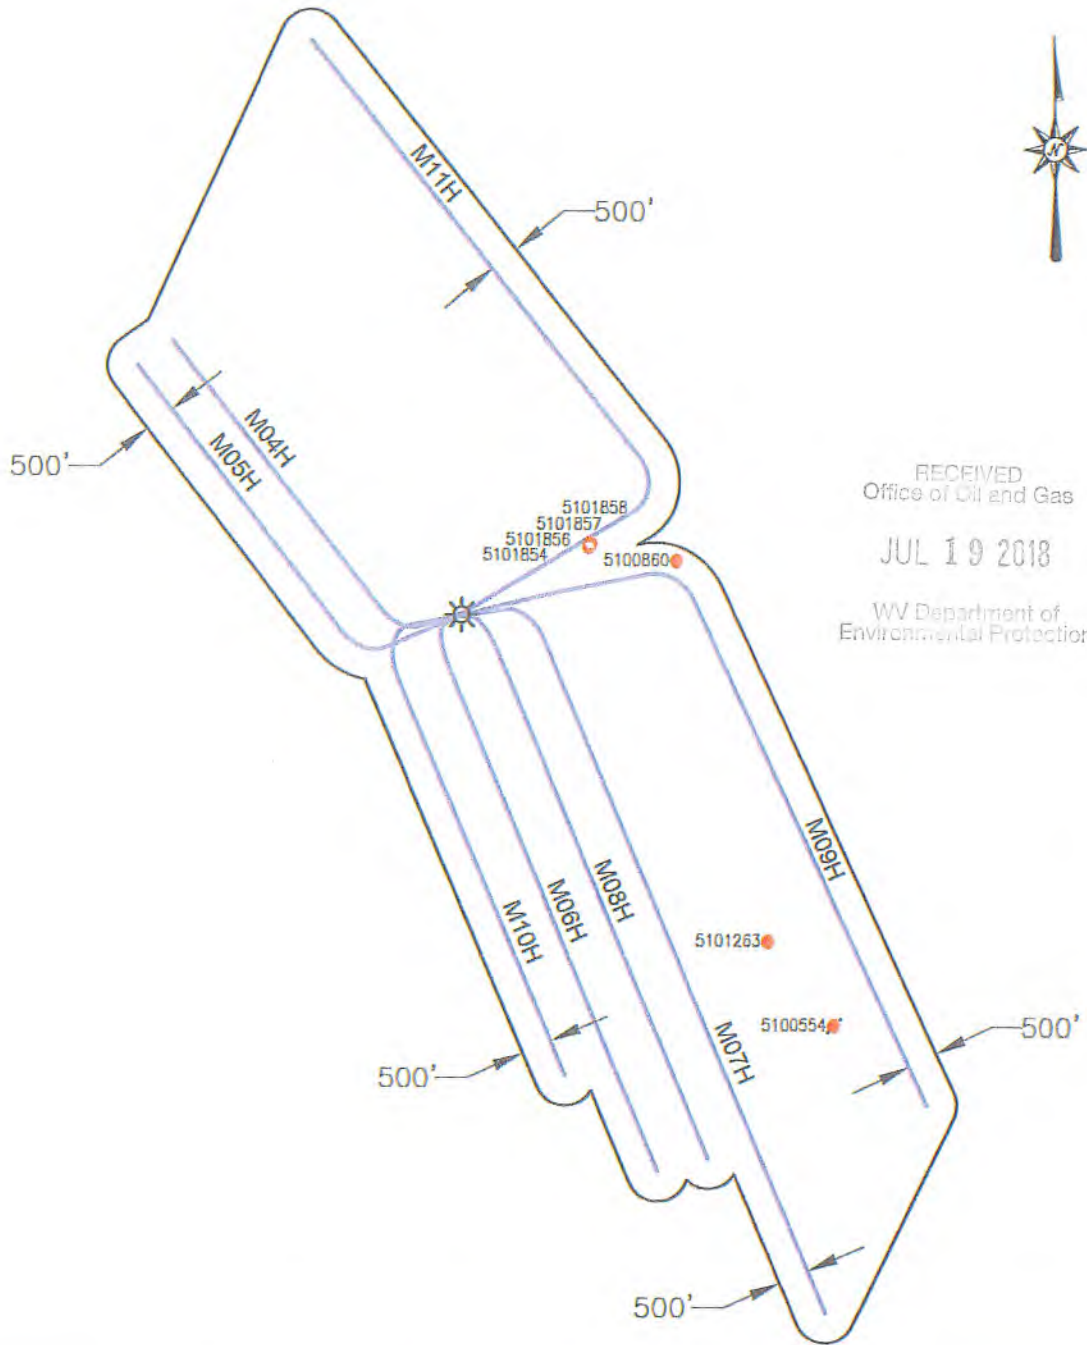 N
M11H
500'
M04H
M05H
500'
5101858
5101857
5101856
5101854
5100860
RECEIVED
Office of Oil and Gas
JUL 19 2018
WV Department of
Environmental Protection
M09H
M08H
M06H
M10H
5101263
5100554
M07H
500'
500'
500'